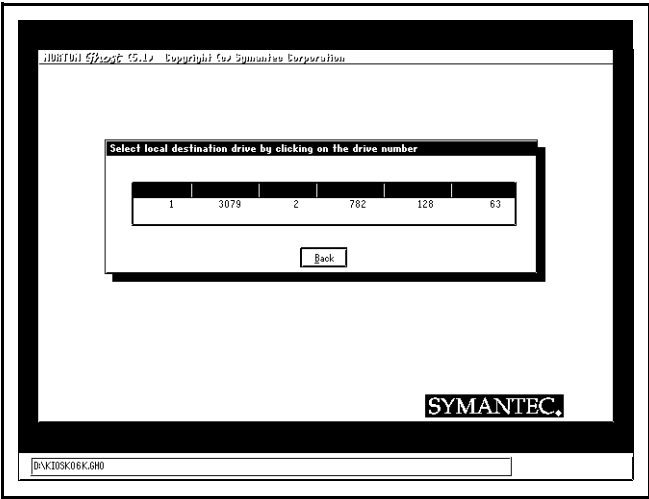 NORTON Ghost (5.1) Copyright (c) Symantec Corporation
Select local destination drive by clicking on the drive number
1 3079 2 782 128 63
Back
SYMANTEC.
D:\KIOSK06K.GHO